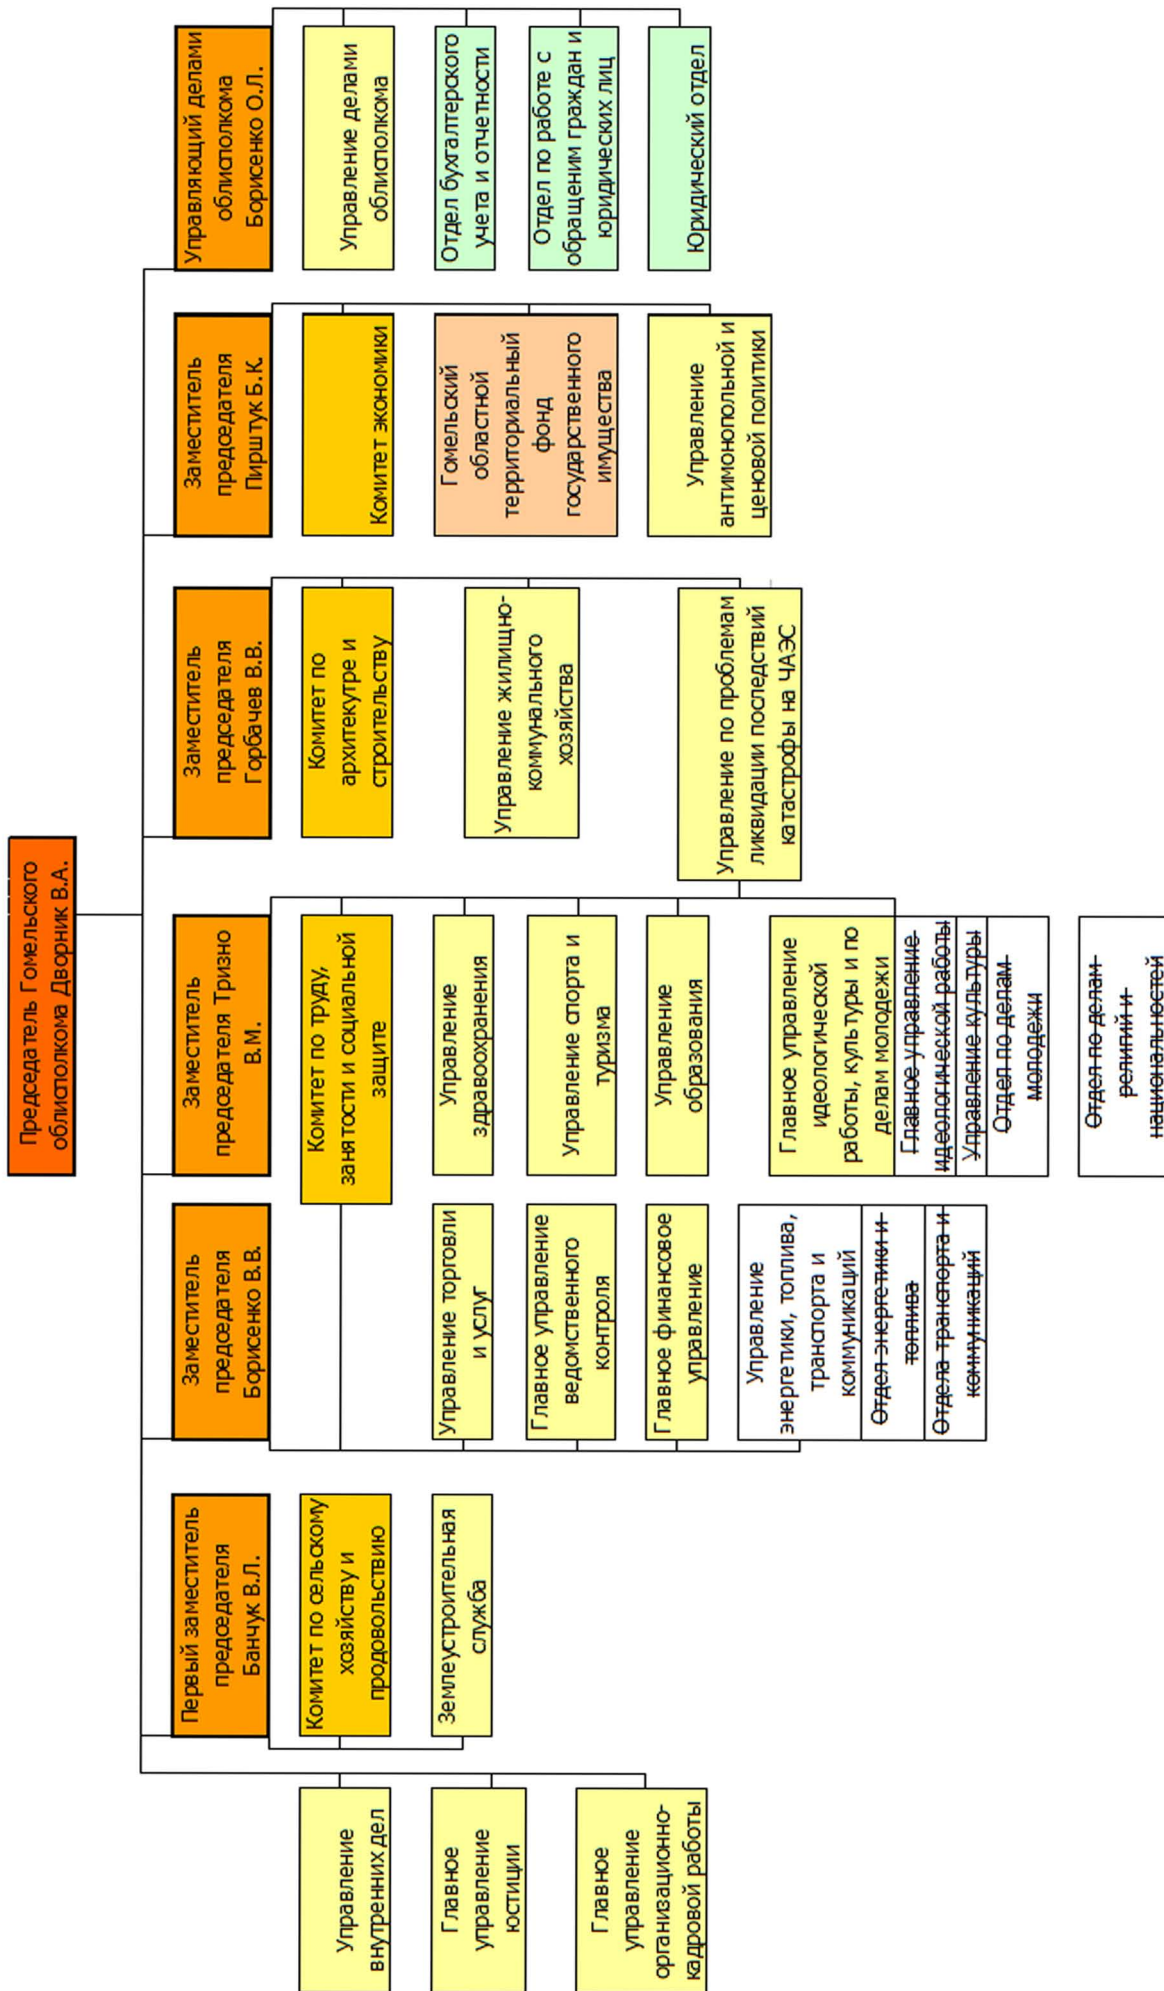 Председатель Гомельского
облисполкома Дворник В.А.
Управление
внутренних дел
Главное
управление
юстиции
Главное
управление
организационно-
кадровой работы
Первый заместитель
председателя
Банчук В.Л.
Комитет по сельскому
хозяйству и
продовольствию
Землеустроительная
служба
Заместитель
председателя
Борисенко В.В.
Управление торговли
и услуг
Главное управление
ведомственного
контроля
Главное финансовое
управление
Управление
энергетики, топлива,
транспорта и
коммуникаций
Отдел энергетики и
топлива
Отдела транспорта и
коммуникаций
Заместитель
председателя Тризно
В.М.
Комитет по труду,
занятости и социальной
защите
Управление
здравоохранения
Управление спорта и
туризма
Управление
образования
Главное управление
идеологической
работы, культуры и по
делам молодежи
Главное управление
идеологической работы
Управление культуры
Отдел по делам
молодежи
Отдел по делам
религий и
национальностей
Заместитель
председателя
Горбачев В.В.
Комитет по
архитекутре и
строительству
Управление жилищно-
коммунального
хозяйства
Управление по проблемам
ликвидации последствий
катастрофы на ЧАЭС
Заместитель
председателя
Пирштук Б.К.
Комитет экономики
Гомельский
областной
территориальный
фонд
государственного
имущества
Управление
антимонопольной и
ценовой политики
Управляющий делами
облисполкома
Борисенко О.Л.
Управление делами
облисполкома
Отдел бухгалтерского
учета и отчетности
Отдел по работе с
обращеним граждан и
юридических лиц
Юридический отдел